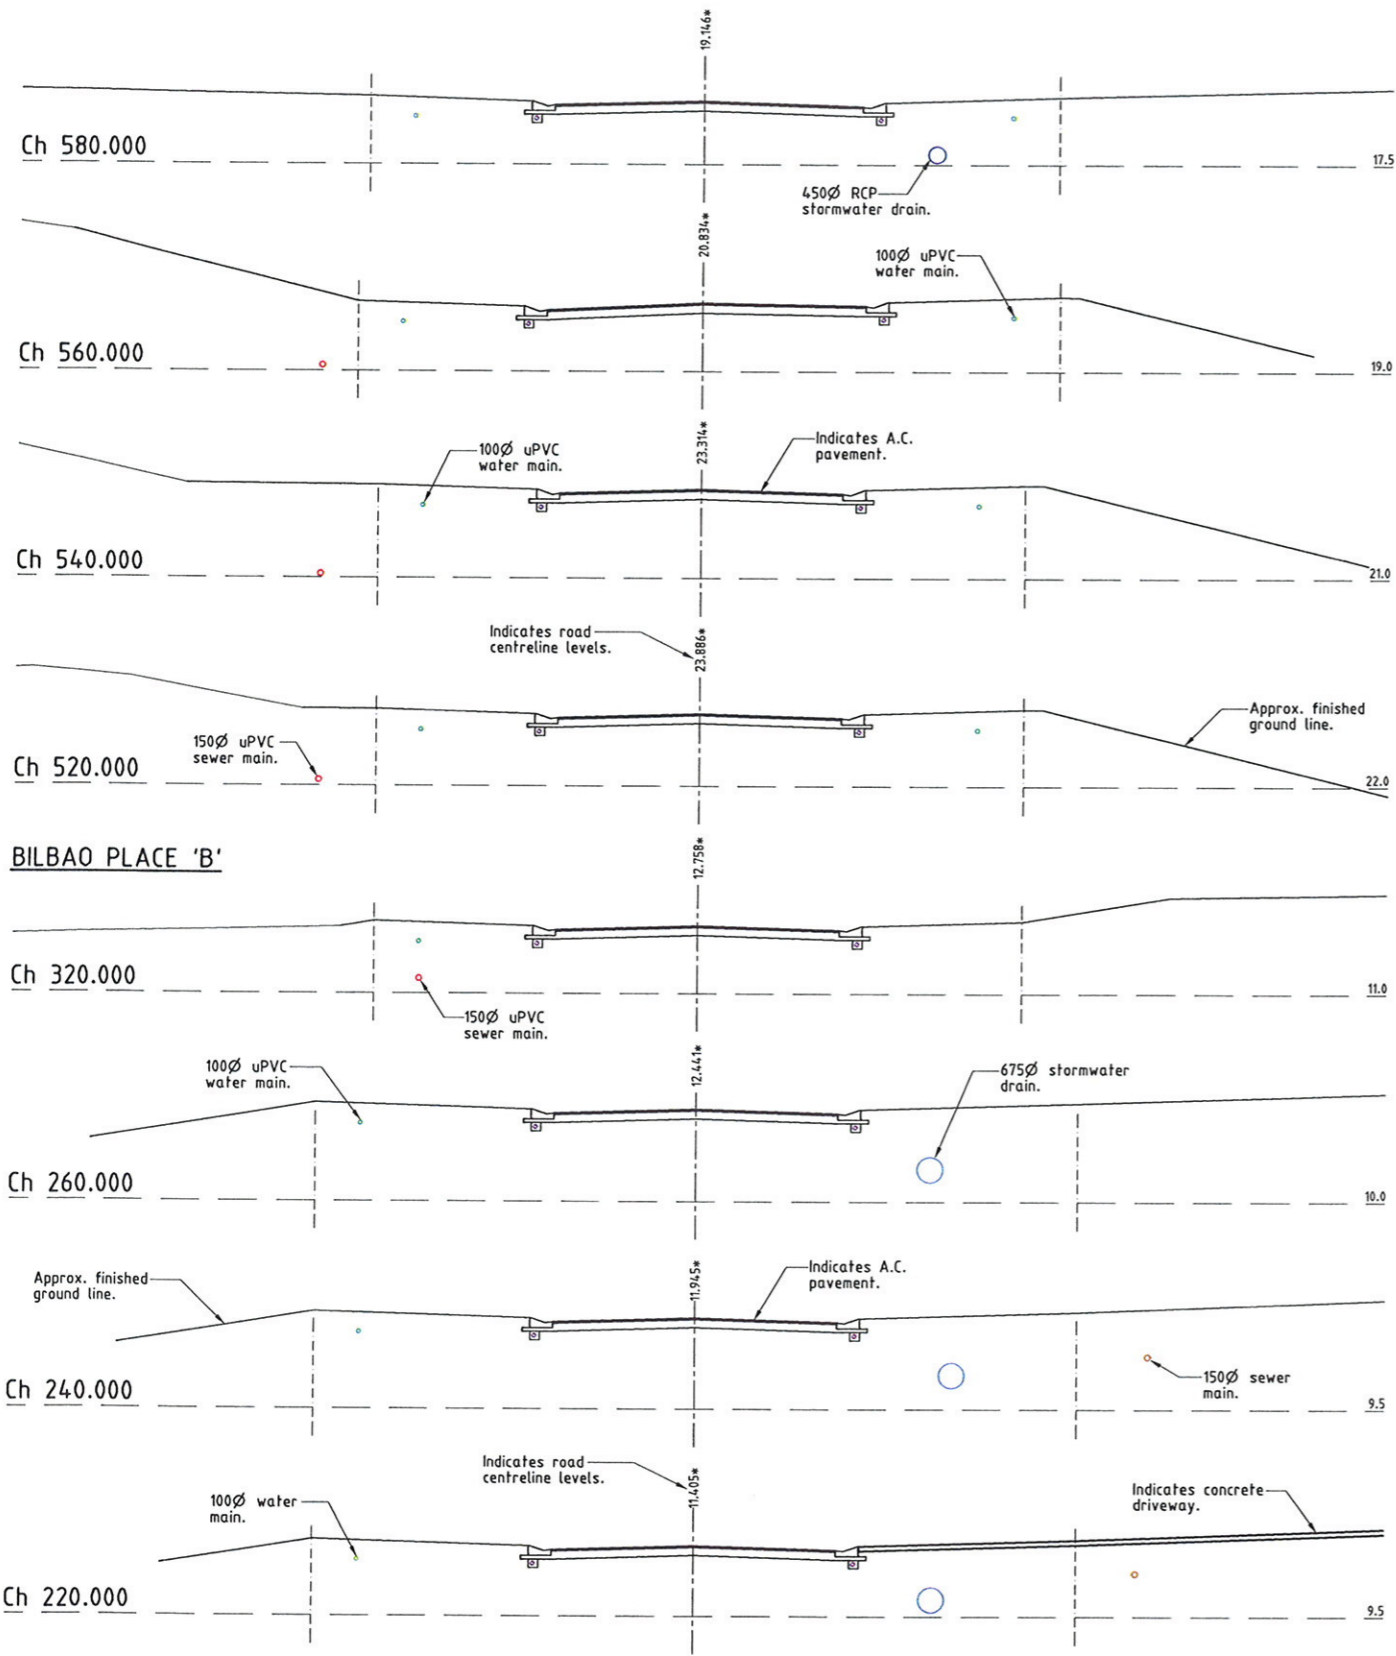 19.146*
Ch 580.000
17.5
450Ø RCP
stormwater drain.
20.834*
100Ø uPVC
water main.
Ch 560.000
19.0
23.314*
100Ø uPVC
water main.
Indicates A.C.
pavement.
Ch 540.000
21.0
Indicates road
centreline levels.
23.886*
150Ø uPVC
sewer main.
Approx. finished
ground line.
Ch 520.000
22.0
BILBAO PLACE 'B'
12.758*
Ch 320.000
11.0
150Ø uPVC
sewer main.
12.441*
100Ø uPVC
water main.
675Ø stormwater
drain.
Ch 260.000
10.0
11.945*
Approx. finished
ground line.
Indicates A.C.
pavement.
150Ø sewer
main.
Ch 240.000
9.5
Indicates road
centreline levels.
11.405*
100Ø water
main.
Indicates concrete
driveway.
Ch 220.000
9.5